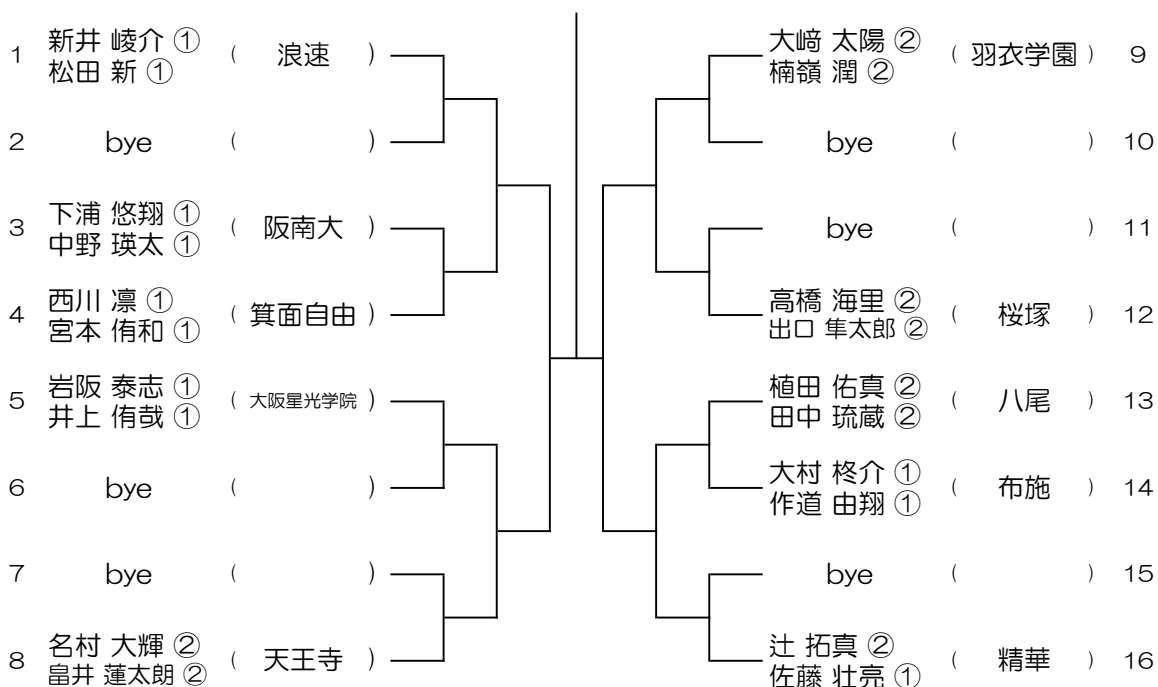 1 新井 崚介 ① ( 浪速 )
松田 新 ①
2 bye ( )
3 下浦 悠翔 ① ( 阪南大 )
中野 瑛太 ①
4 西川 凛 ① ( 箕面自由 )
宮本 侑和 ①
5 岩阪 泰志 ① ( 大阪星光学院 )
井上 侑哉 ①
6 bye ( )
7 bye ( )
8 名村 大輝 ② ( 天王寺 )
畠井 蓮太朗 ②
大﨑 太陽 ② ( 羽衣学園 ) 9
楠嶺 潤 ②
bye ( ) 10
bye ( ) 11
高橋 海里 ② ( 桜塚 ) 12
出口 隼太郎 ②
植田 佑真 ② ( 八尾 ) 13
田中 琉蔵 ②
大村 柊介 ① ( 布施 ) 14
作道 由翔 ①
bye ( ) 15
辻 拓真 ② ( 精華 ) 16
佐藤 壮亮 ①